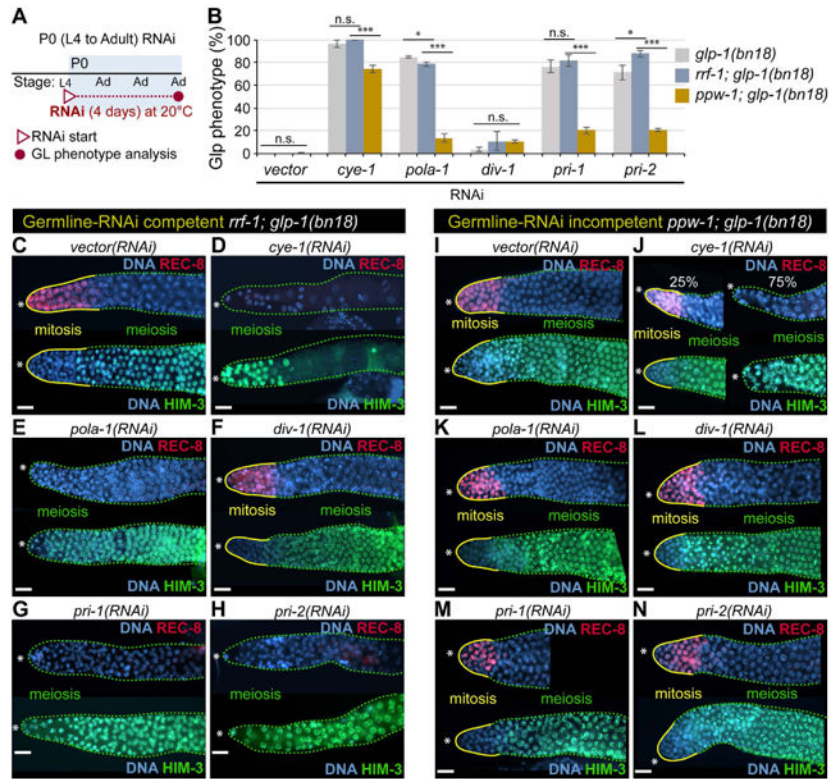 A
P0 (L4 to Adult) RNAi
P0
Stage: L4 Ad Ad Ad
RNAi (4 days) at 20°C
RNAi start
GL phenotype analysis
B
Glp phenotype (%)
100
80
60
40
20
0
n.s.
n.s.
***
*
***
n.s.
n.s.
***
*
***
glp-1(bn18)
rrf-1; glp-1(bn18)
ppw-1; glp-1(bn18)
vector cye-1 pola-1 div-1 pri-1 pri-2
RNAi
Germline-RNAi competent rrf-1; glp-1(bn18)
C vector(RNAi)
DNA REC-8
*
mitosis meiosis
*
DNA HIM-3
D cye-1(RNAi)
DNA REC-8
*
meiosis
*
DNA HIM-3
E pola-1(RNAi)
DNA REC-8
*
meiosis
*
DNA HIM-3
F div-1(RNAi)
DNA REC-8
*
mitosis meiosis
*
DNA HIM-3
G pri-1(RNAi)
DNA REC-8
*
meiosis
*
DNA HIM-3
H pri-2(RNAi)
DNA REC-8
*
meiosis
*
DNA HIM-3
Germline-RNAi incompetent ppw-1; glp-1(bn18)
I vector(RNAi)
DNA REC-8
*
mitosis meiosis
*
DNA HIM-3
J cye-1(RNAi)
DNA REC-8
25% 75%
* *
mitosis meiosis meiosis
* *
DNA HIM-3
K pola-1(RNAi)
DNA REC-8
*
mitosis meiosis
*
DNA HIM-3
L div-1(RNAi)
DNA REC-8
*
mitosis meiosis
*
DNA HIM-3
M pri-1(RNAi)
DNA REC-8
*
mitosis meiosis
*
DNA HIM-3
N pri-2(RNAi)
DNA REC-8
*
mitosis meiosis
*
DNA HIM-3